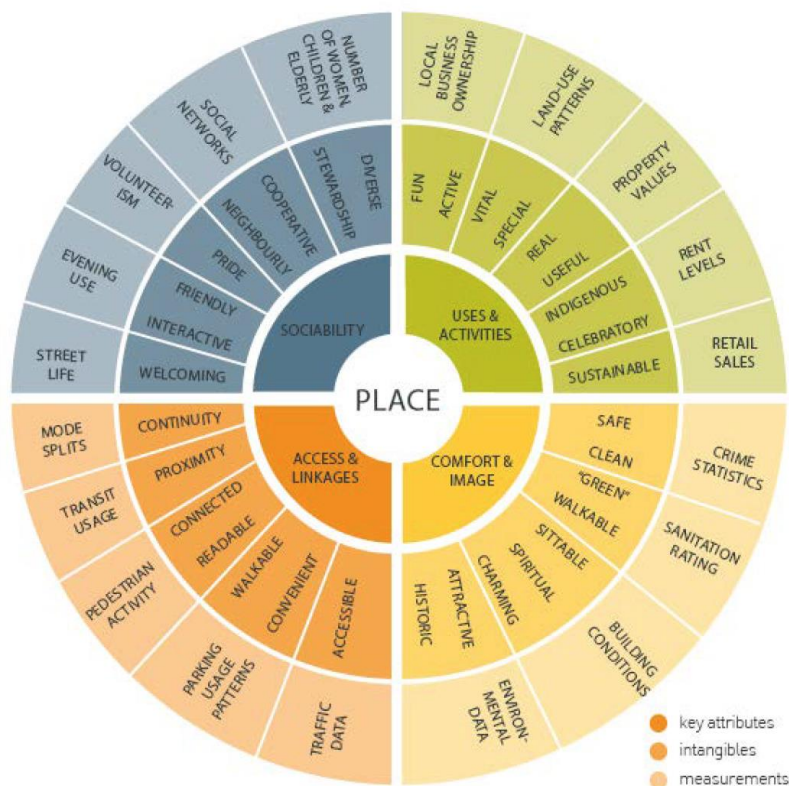 PLACE
SOCIABILITY
WELCOMING
INTERACTIVE
FRIENDLY
PRIDE
NEIGHBOURLY
COOPERATIVE
STEWARDSHIP
DIVERSE
STREET
LIFE
EVENING
USE
VOLUNTEER-
ISM
SOCIAL
NETWORKS
NUMBER
OF WOMEN,
CHILDREN &
ELDERLY
USES &
ACTIVITIES
FUN
ACTIVE
VITAL
SPECIAL
REAL
USEFUL
INDIGENOUS
CELEBRATORY
SUSTAINABLE
LOCAL
BUSINESS
OWNERSHIP
LAND-USE
PATTERNS
PROPERTY
VALUES
RENT
LEVELS
RETAIL
SALES
COMFORT &
IMAGE
SAFE
CLEAN
"GREEN"
WALKABLE
SITTABLE
SPIRITUAL
CHARMING
ATTRACTIVE
HISTORIC
CRIME
STATISTICS
SANITATION
RATING
BUILDING
CONDITIONS
ENVIRON-
MENTAL
DATA
ACCESS &
LINKAGES
CONTINUITY
PROXIMITY
CONNECTED
READABLE
WALKABLE
CONVENIENT
ACCESSIBLE
MODE
SPLITS
TRANSIT
USAGE
PEDESTRIAN
ACTIVITY
PARKING
USAGE
PATTERNS
TRAFFIC
DATA
key attributes
intangibles
measurements